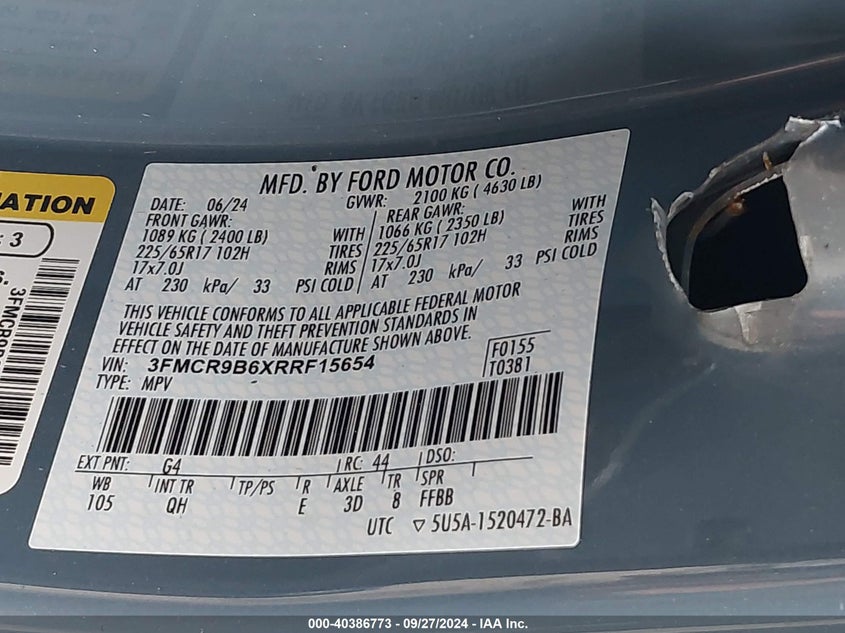 MFD. BY FORD MOTOR CO.
DATE: 06/24 GVWR: 2100 KG ( 4630 LB)
FRONT GAWR: REAR GAWR:
1089 KG ( 2400 LB) WITH 1066 KG ( 2350 LB) WITH
225/65R17 102H TIRES 225/65R17 102H TIRES
17x7.0J RIMS 17x7.0J RIMS
AT 230 kPa/ 33 PSI COLD AT 230 kPa/ 33 PSI COLD
THIS VEHICLE CONFORMS TO ALL APPLICABLE FEDERAL MOTOR
VEHICLE SAFETY AND THEFT PREVENTION STANDARDS IN
EFFECT ON THE DATE OF MANUFACTURE SHOWN ABOVE.
VIN: 3FMCR9B6XRRF15654 F0155
TYPE: MPV T0381
EXT PNT: G4 RC: 44 DSO:
WB INT TR TP/PS R AXLE TR SPR
105 QH E 3D 8 FFBB
UTC ▽ 5U5A-1520472-BA
3
000-40386773 - 09/27/2024 - IAA Inc.